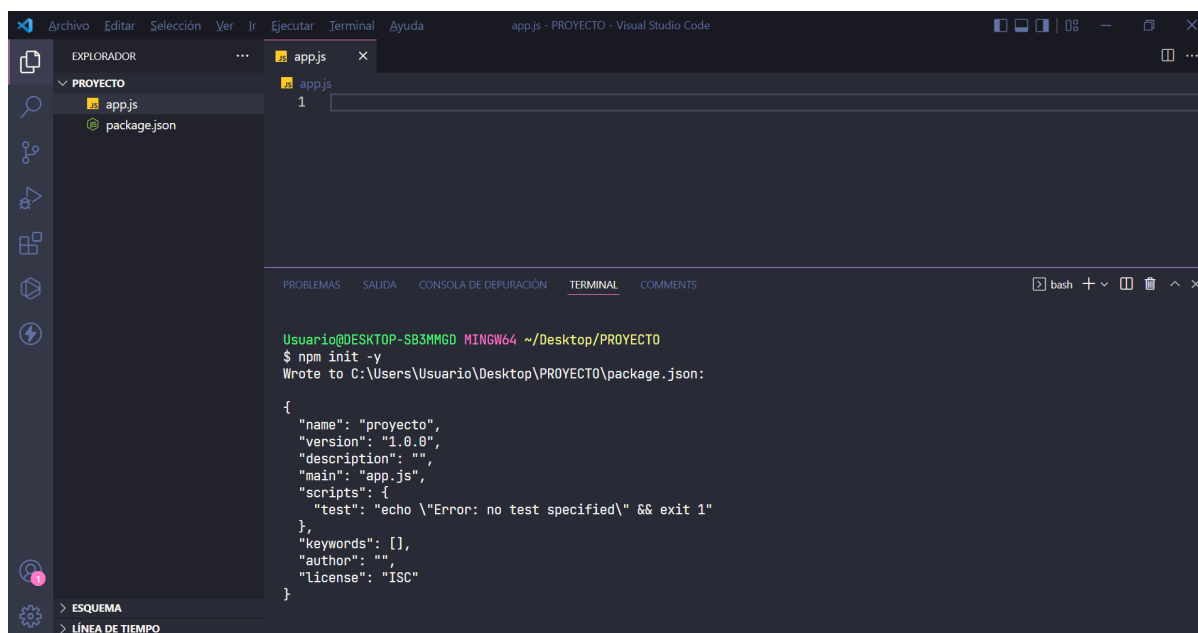 Archivo Editar Selección Ver Ir Ejecutar Terminal Ayuda app.js - PROYECTO - Visual Studio Code
EXPLORADOR
PROYECTO
JS app.js
package.json
ESQUEMA
LÍNEA DE TIEMPO
1
JS app.js
JS app.js
1
PROBLEMAS SALIDA CONSOLA DE DEPURACIÓN TERMINAL COMMENTS bash
Usuario@DESKTOP-SB3MMGD MINGW64 ~/Desktop/PROYECTO
$ npm init -y
Wrote to C:\Users\Usuario\Desktop\PROYECTO\package.json:
{
  "name": "proyecto",
  "version": "1.0.0",
  "description": "",
  "main": "app.js",
  "scripts": {
    "test": "echo \"Error: no test specified\" && exit 1"
  },
  "keywords": [],
  "author": "",
  "license": "ISC"
}